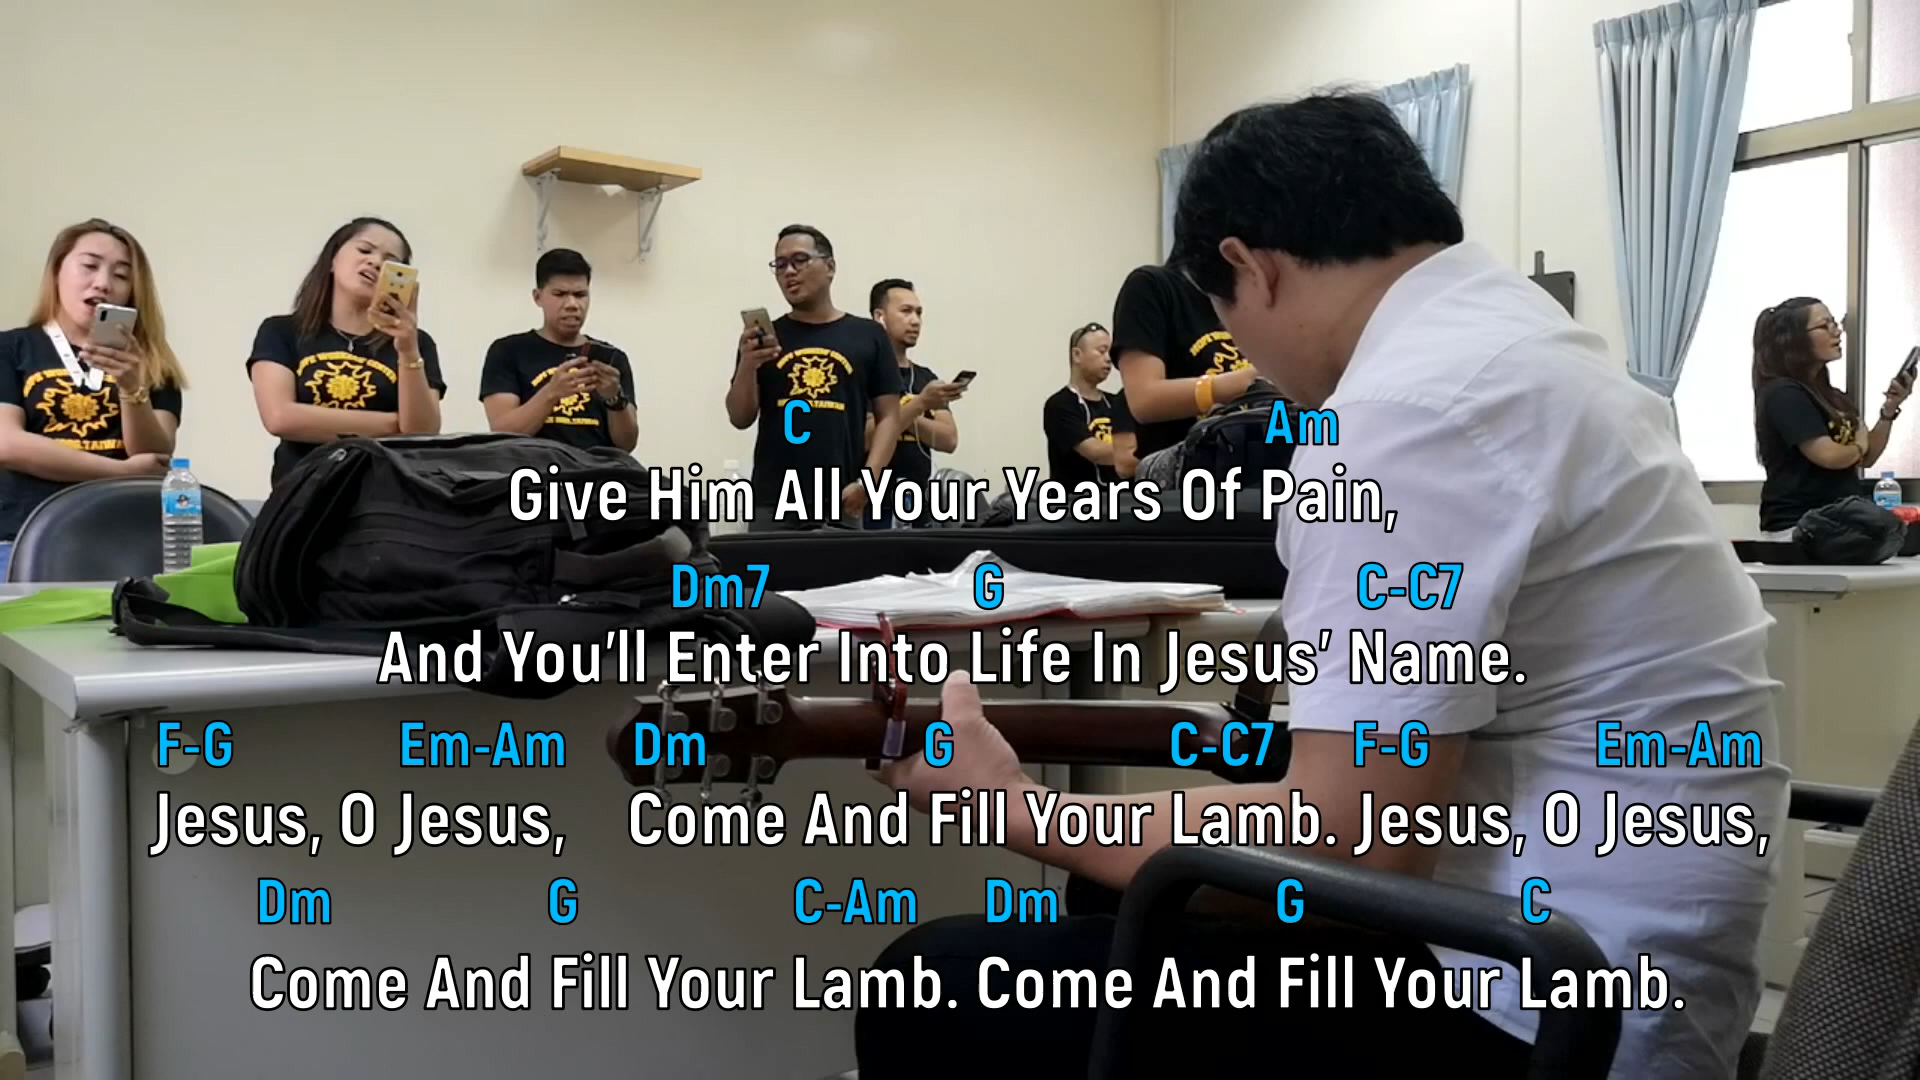 C Am
Give Him All Your Years Of Pain,
Dm7 G C-C7
And You’ll Enter Into Life In Jesus’ Name.
F-G Em-Am Dm G C-C7 F-G Em-Am
Jesus, O Jesus, Come And Fill Your Lamb. Jesus, O Jesus,
Dm G C-Am Dm G C
Come And Fill Your Lamb. Come And Fill Your Lamb.